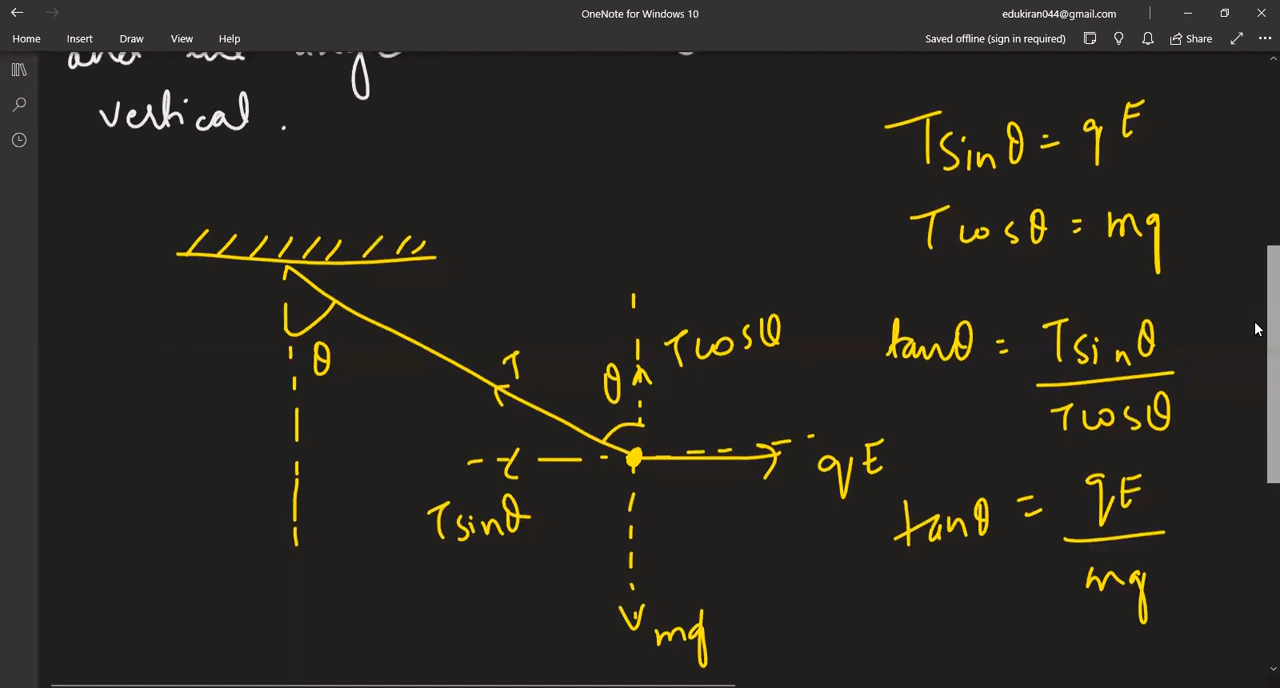 OneNote for Windows 10
edukiran044@gmail.com
Home Insert Draw View Help
Saved offline (sign in required)
Share
vertical .
T sinθ = qE
T cosθ = mg
θ
T
θ
T cosθ
tanθ = T sinθ / T cosθ
qE
T sinθ
tanθ = qE / mg
mg